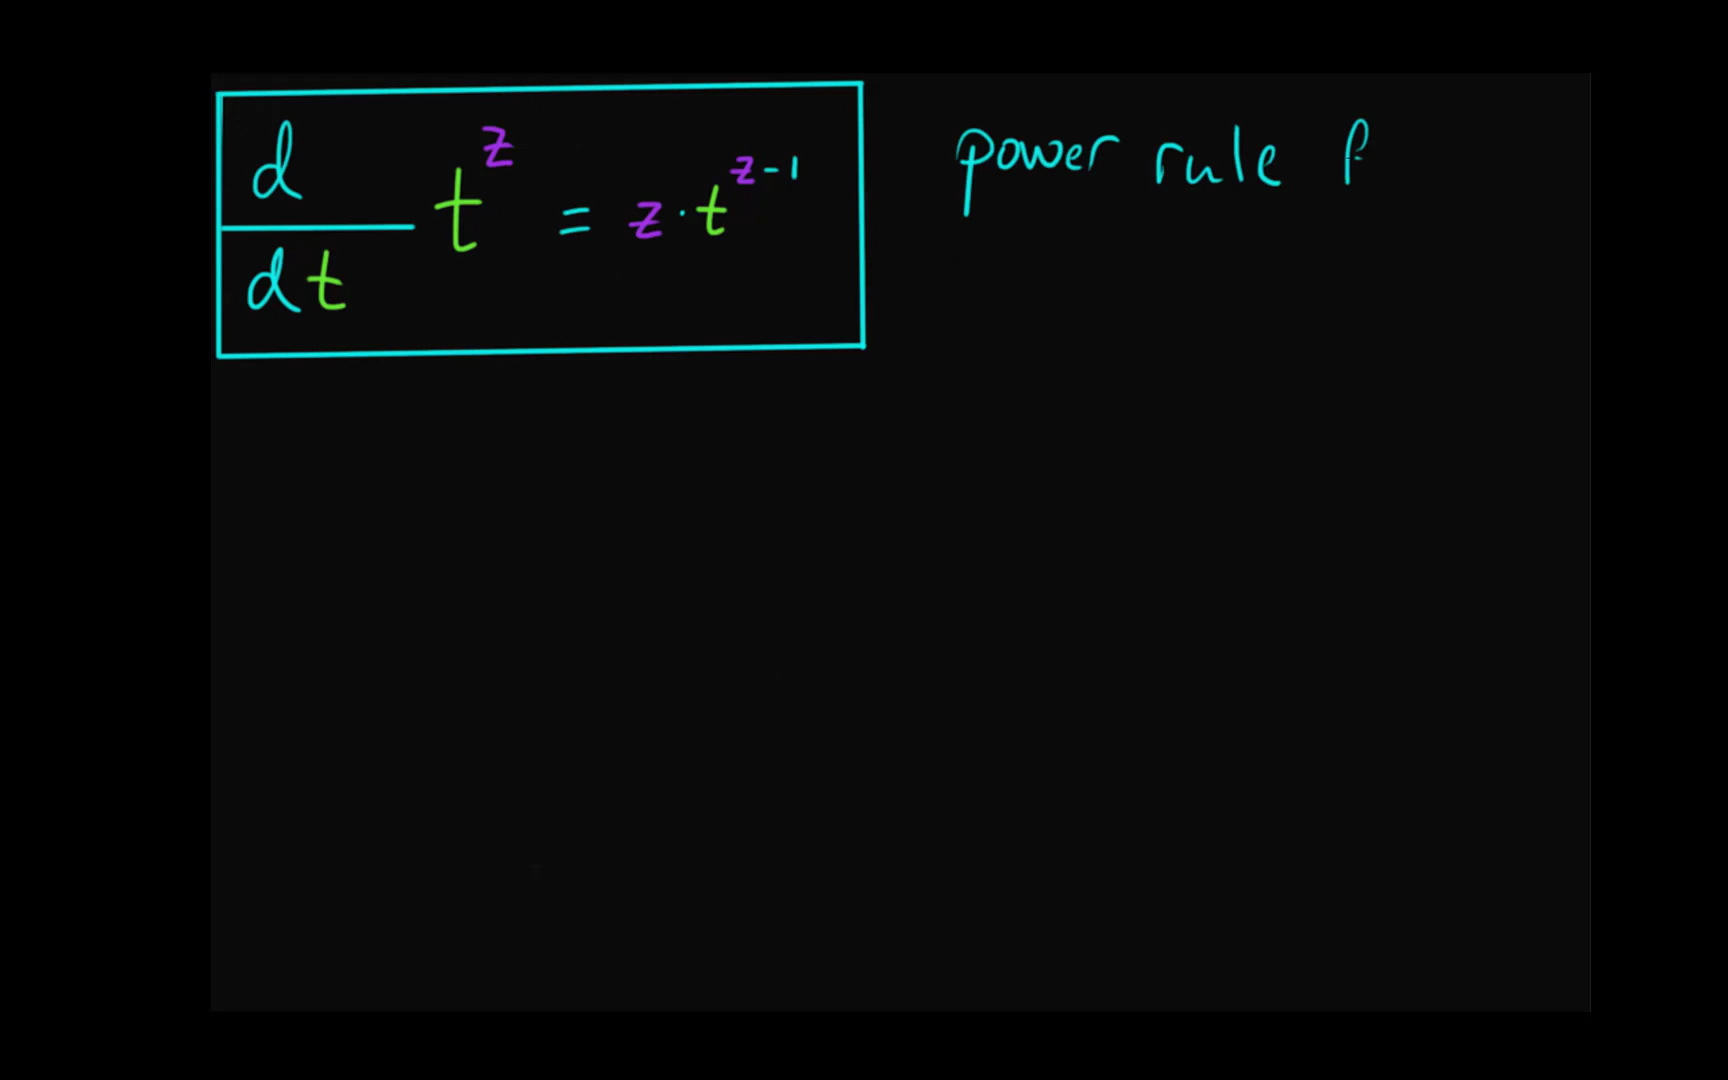 d/dt t^z = z · t^(z-1)
power rule f